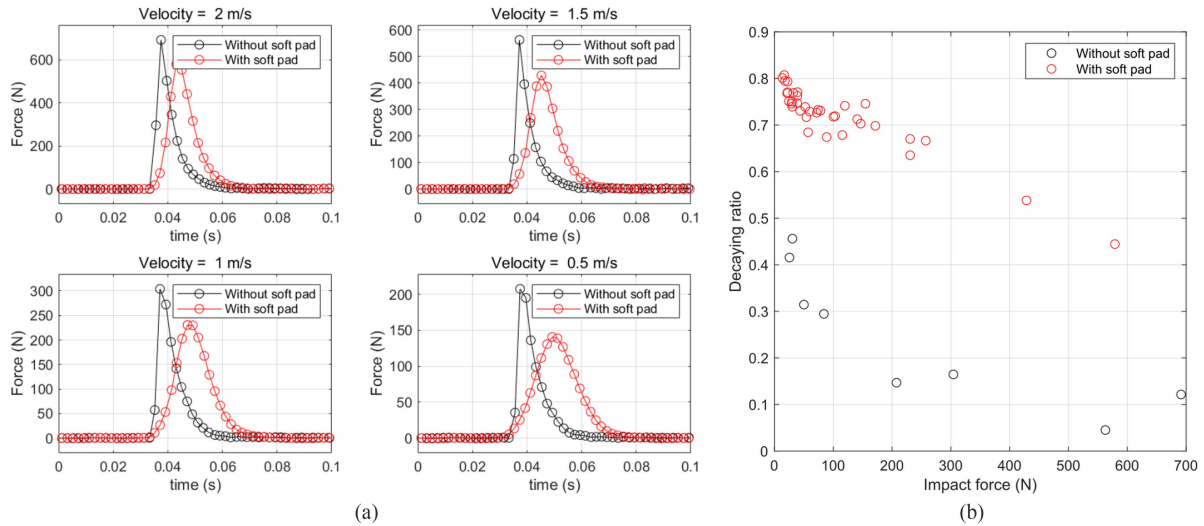 Velocity = 2 m/s
Force (N)
600
400
200
0
Without soft pad
With soft pad
0 0.02 0.04 0.06 0.08 0.1
time (s)
Velocity = 1.5 m/s
Force (N)
600
500
400
300
200
100
0
Without soft pad
With soft pad
0 0.02 0.04 0.06 0.08 0.1
time (s)
Velocity = 1 m/s
Force (N)
300
250
200
150
100
50
0
Without soft pad
With soft pad
0 0.02 0.04 0.06 0.08 0.1
time (s)
Velocity = 0.5 m/s
Force (N)
200
150
100
50
0
Without soft pad
With soft pad
0 0.02 0.04 0.06 0.08 0.1
time (s)
(a)
Decaying ratio
0.9
0.8
0.7
0.6
0.5
0.4
0.3
0.2
0.1
0
Without soft pad
With soft pad
0 100 200 300 400 500 600 700
Impact force (N)
(b)